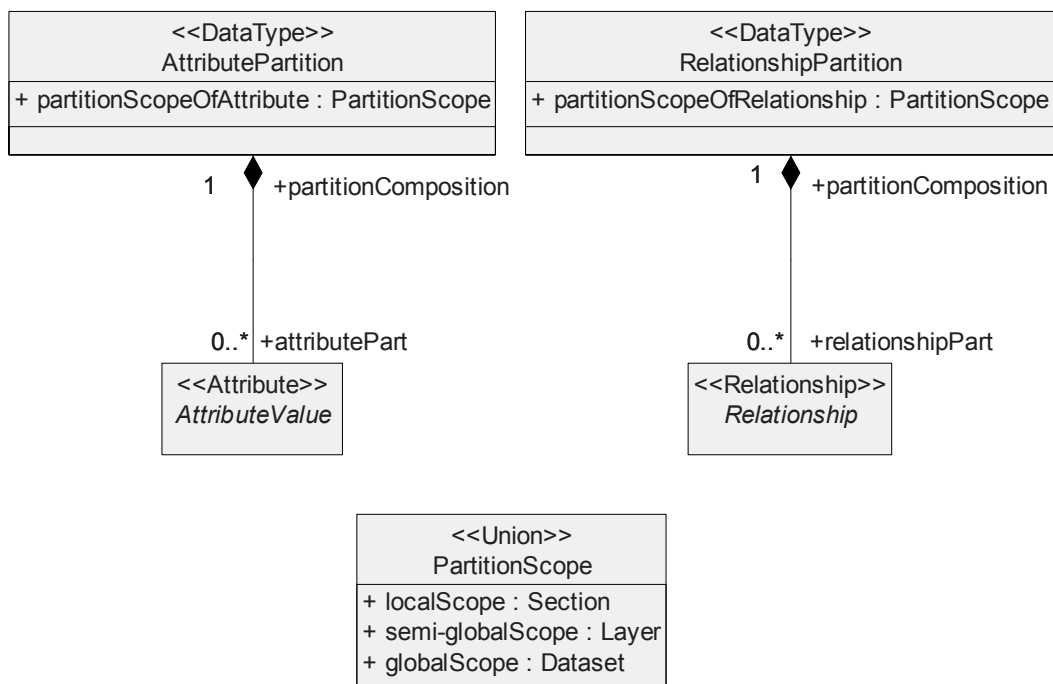 <<DataType>>
AttributePartition
+ partitionScopeOfAttribute : PartitionScope
1
+partitionComposition
0..*
+attributePart
<<Attribute>>
AttributeValue
<<DataType>>
RelationshipPartition
+ partitionScopeOfRelationship : PartitionScope
1
+partitionComposition
0..*
+relationshipPart
<<Relationship>>
Relationship
<<Union>>
PartitionScope
+ localScope : Section
+ semi-globalScope : Layer
+ globalScope : Dataset